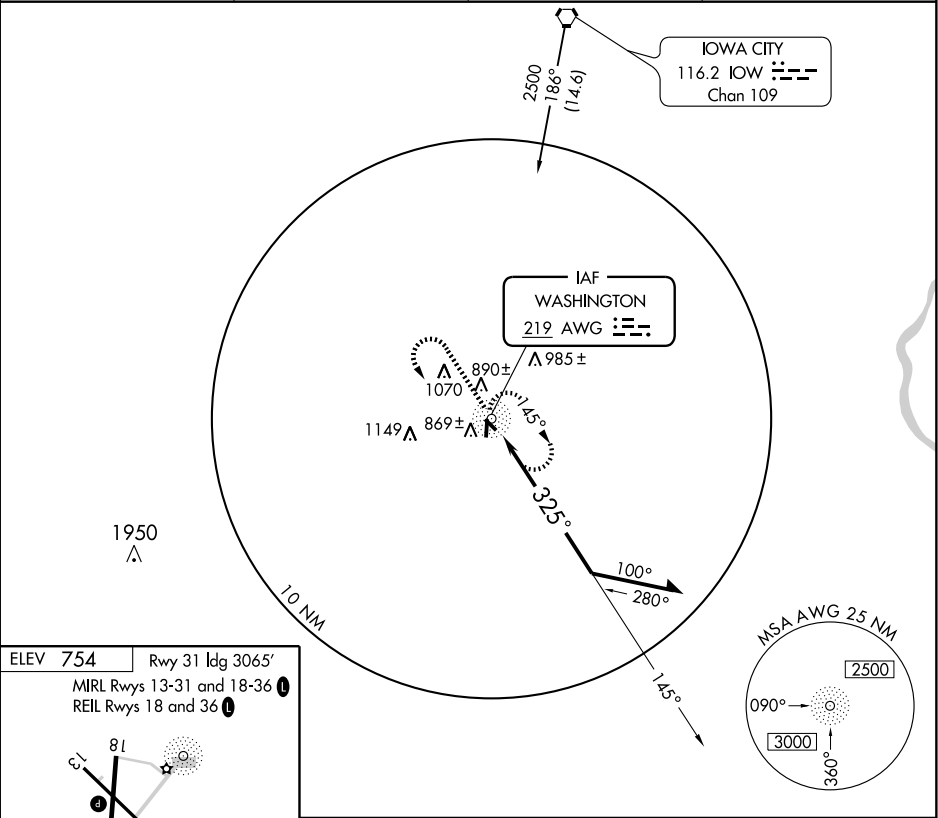 IOWA CITY
116.2 IOW
Chan 109
2500
186°
(14.6)
IAF
WASHINGTON
219 AWG
985 ±
890±
1070
869±
1149
145°
325°
1950
100°
280°
10 NM
145°
MSA AWG 25 NM
2500
090°
3000
360°
ELEV 754
Rwy 31 ldg 3065'
MIRL Rwys 13-31 and 18-36 L
REIL Rwys 18 and 36 L
18
13
P